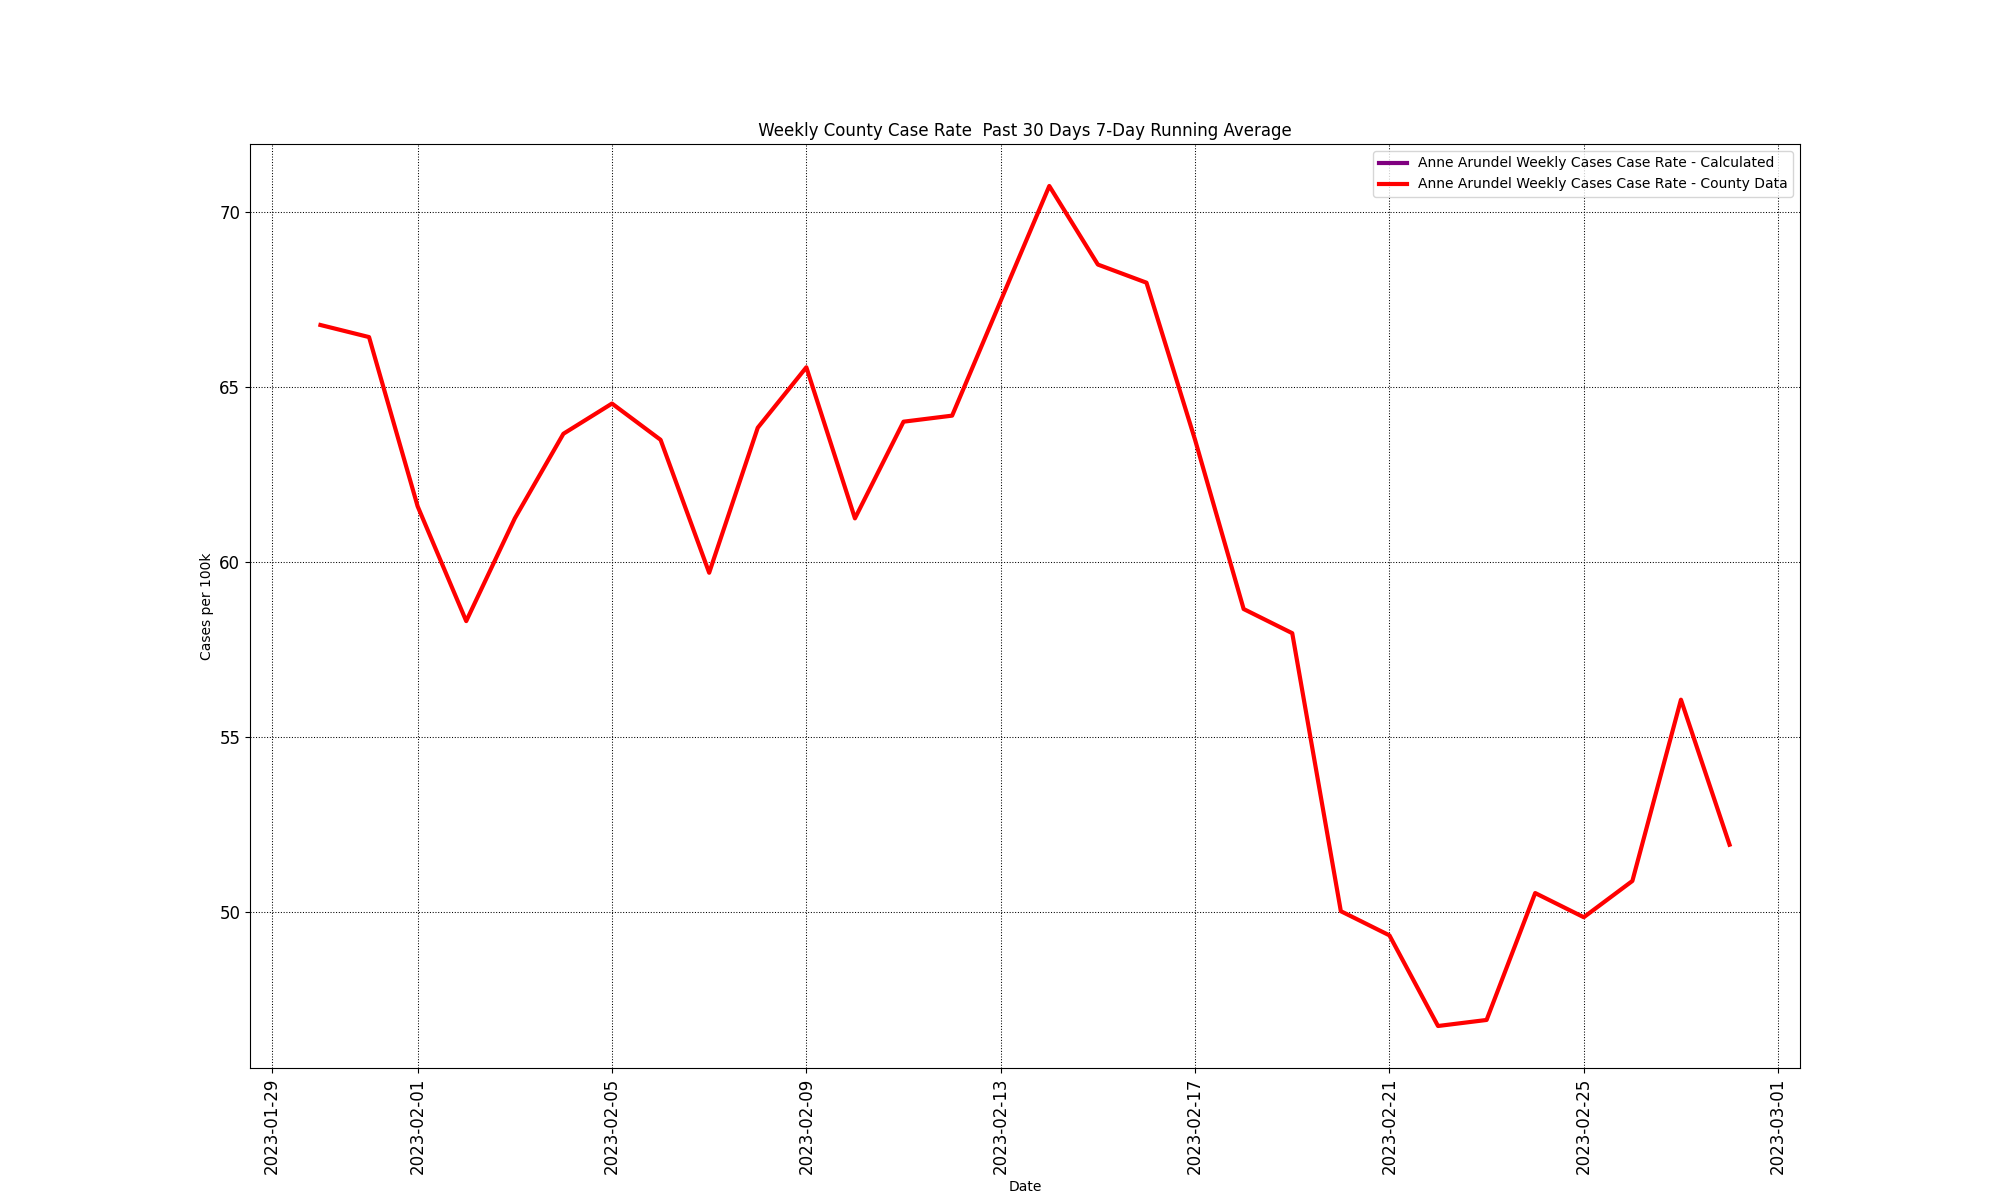 Weekly County Case Rate  Past 30 Days 7-Day Running Average
Anne Arundel Weekly Cases Case Rate - Calculated
Anne Arundel Weekly Cases Case Rate - County Data
70
65
60
55
50
Cases per 100k
2023-01-29
2023-02-01
2023-02-05
2023-02-09
2023-02-13
2023-02-17
2023-02-21
2023-02-25
2023-03-01
Date